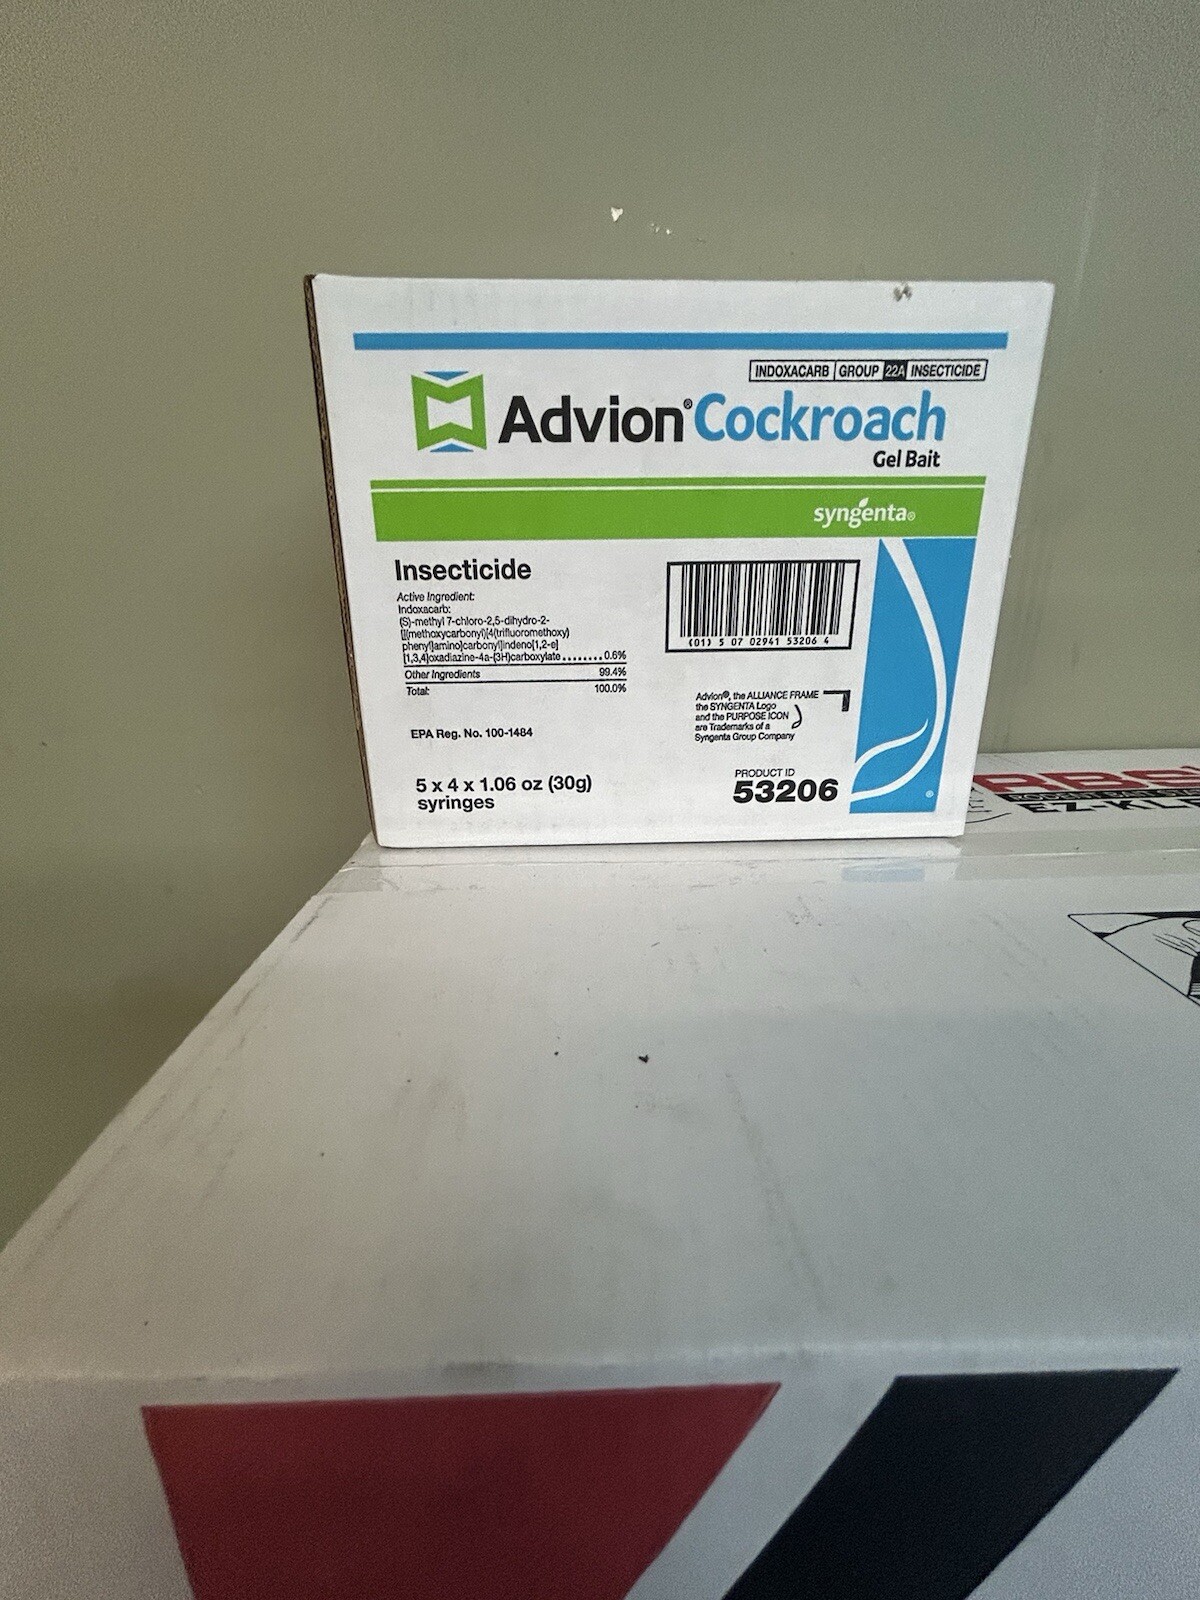 INDOXACARB GROUP 22A INSECTICIDE
Advion® Cockroach
Gel Bait
syngenta®
Insecticide
Active Ingredient:
Indoxacarb:
(S)-methyl 7-chloro-2,5-dihydro-2-
[[(methoxycarbonyl)[4(trifluoromethoxy)
phenyl]amino]carbonyl]indeno[1,2-e]
[1,3,4]oxadiazine-4a-(3H)carboxylate ........ 0.6%
Other Ingredients 99.4%
Total: 100.0%
EPA Reg. No. 100-1484
5 x 4 x 1.06 oz (30g)
syringes
(01) 5 07 02941 53206 4
Advion®, the ALLIANCE FRAME
the SYNGENTA Logo
and the PURPOSE ICON
are Trademarks of a
Syngenta Group Company
PRODUCT ID
53206
®
RBS
EZ-KL